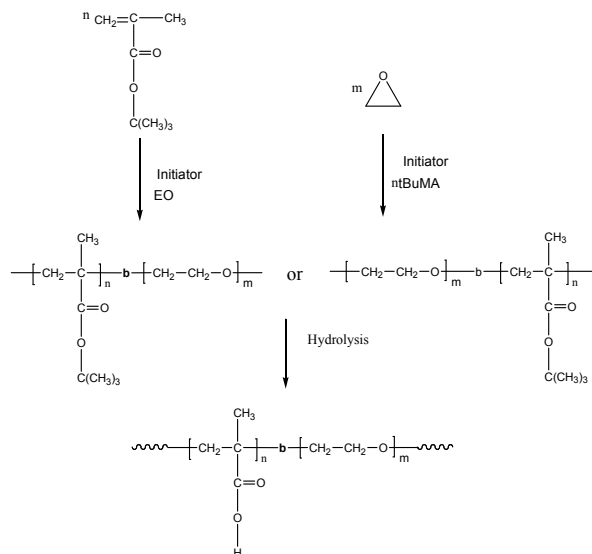 n CH2=C—CH3
C=O
O
C(CH3)3
m O
Initiator
EO
Initiator
ntBuMA
CH3
[CH2—C]n b [CH2—CH2—O]m
C=O
O
C(CH3)3
or
CH3
[CH2—CH2—O]m b [CH2—C]n
C=O
O
C(CH3)3
Hydrolysis
CH3
[CH2—C]n b [CH2—CH2—O]m
C=O
O
H